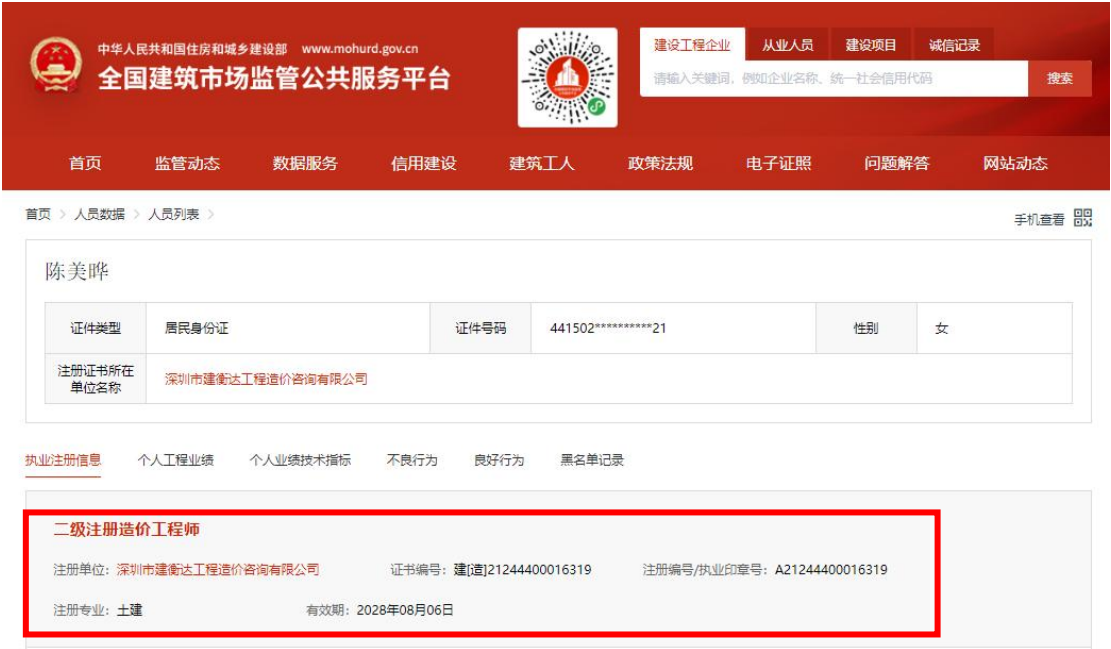 中华人民共和国住房和城乡建设部 www.mohurd.gov.cn
全国建筑市场监管公共服务平台
建设工程企业 从业人员 建设项目 诚信记录
请输入关键词，例如企业名称、统一社会信用代码 搜索
首页 监管动态 数据服务 信用建设 建筑工人 政策法规 电子证照 问题解答 网站动态
首页 > 人员数据 > 人员列表 >
手机查看
陈美晔
证件类型 居民身份证 证件号码 441502**********21 性别 女
注册证书所在
单位名称 深圳市建衡达工程造价咨询有限公司
执业注册信息 个人工程业绩 个人业绩技术指标 不良行为 良好行为 黑名单记录
二级注册造价工程师
注册单位：深圳市建衡达工程造价咨询有限公司 证书编号：建[造]21244400016319 注册编号/执业印章号：A21244400016319
注册专业：土建 有效期：2028年08月06日